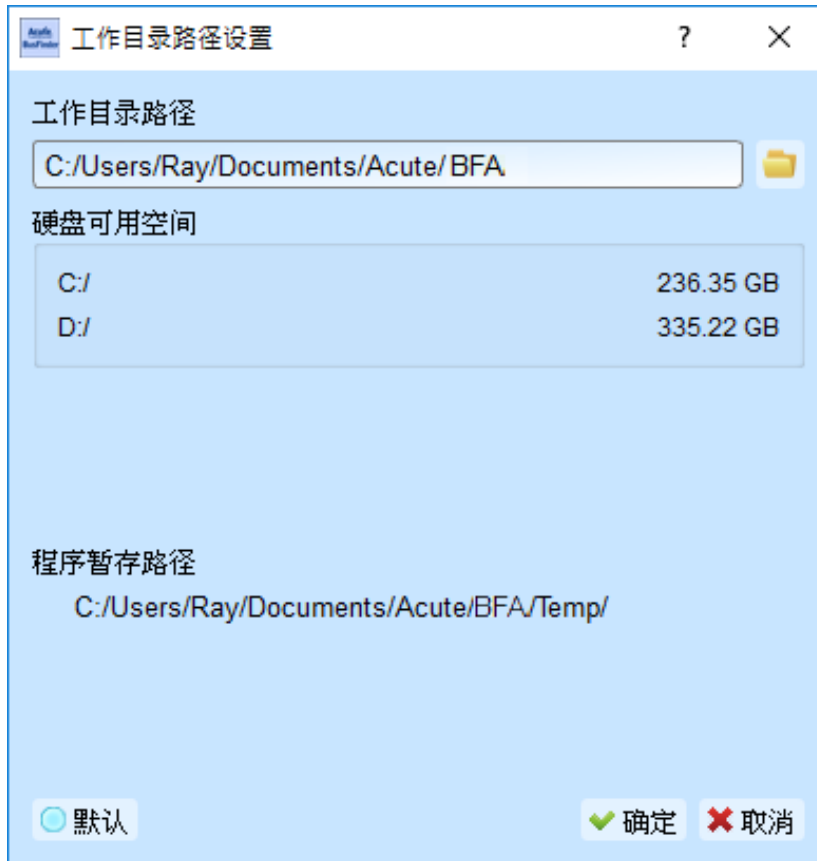 Acute
BusFinder
工作目录路径设置
?
工作目录路径
C:/Users/Ray/Documents/Acute/ BFA.
硬盘可用空间
C:/ 236.35 GB
D:/ 335.22 GB
程序暂存路径
C:/Users/Ray/Documents/Acute/BFA./Temp/
默认 确定 取消